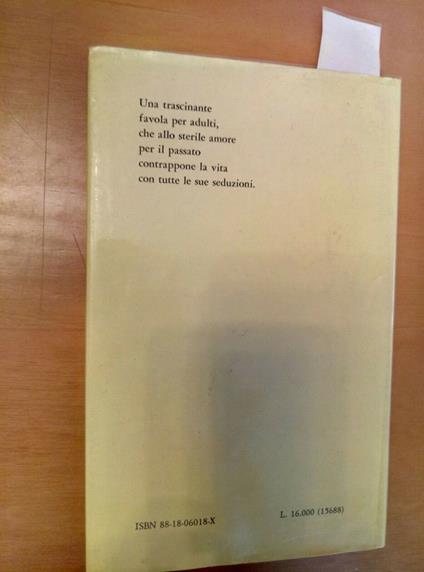 Una trascinante
favola per adulti,
che allo sterile amore
per il passato
contrappone la vita
con tutte le sue seduzioni.
ISBN 88-18-06018-X
L. 16.000 (15688)